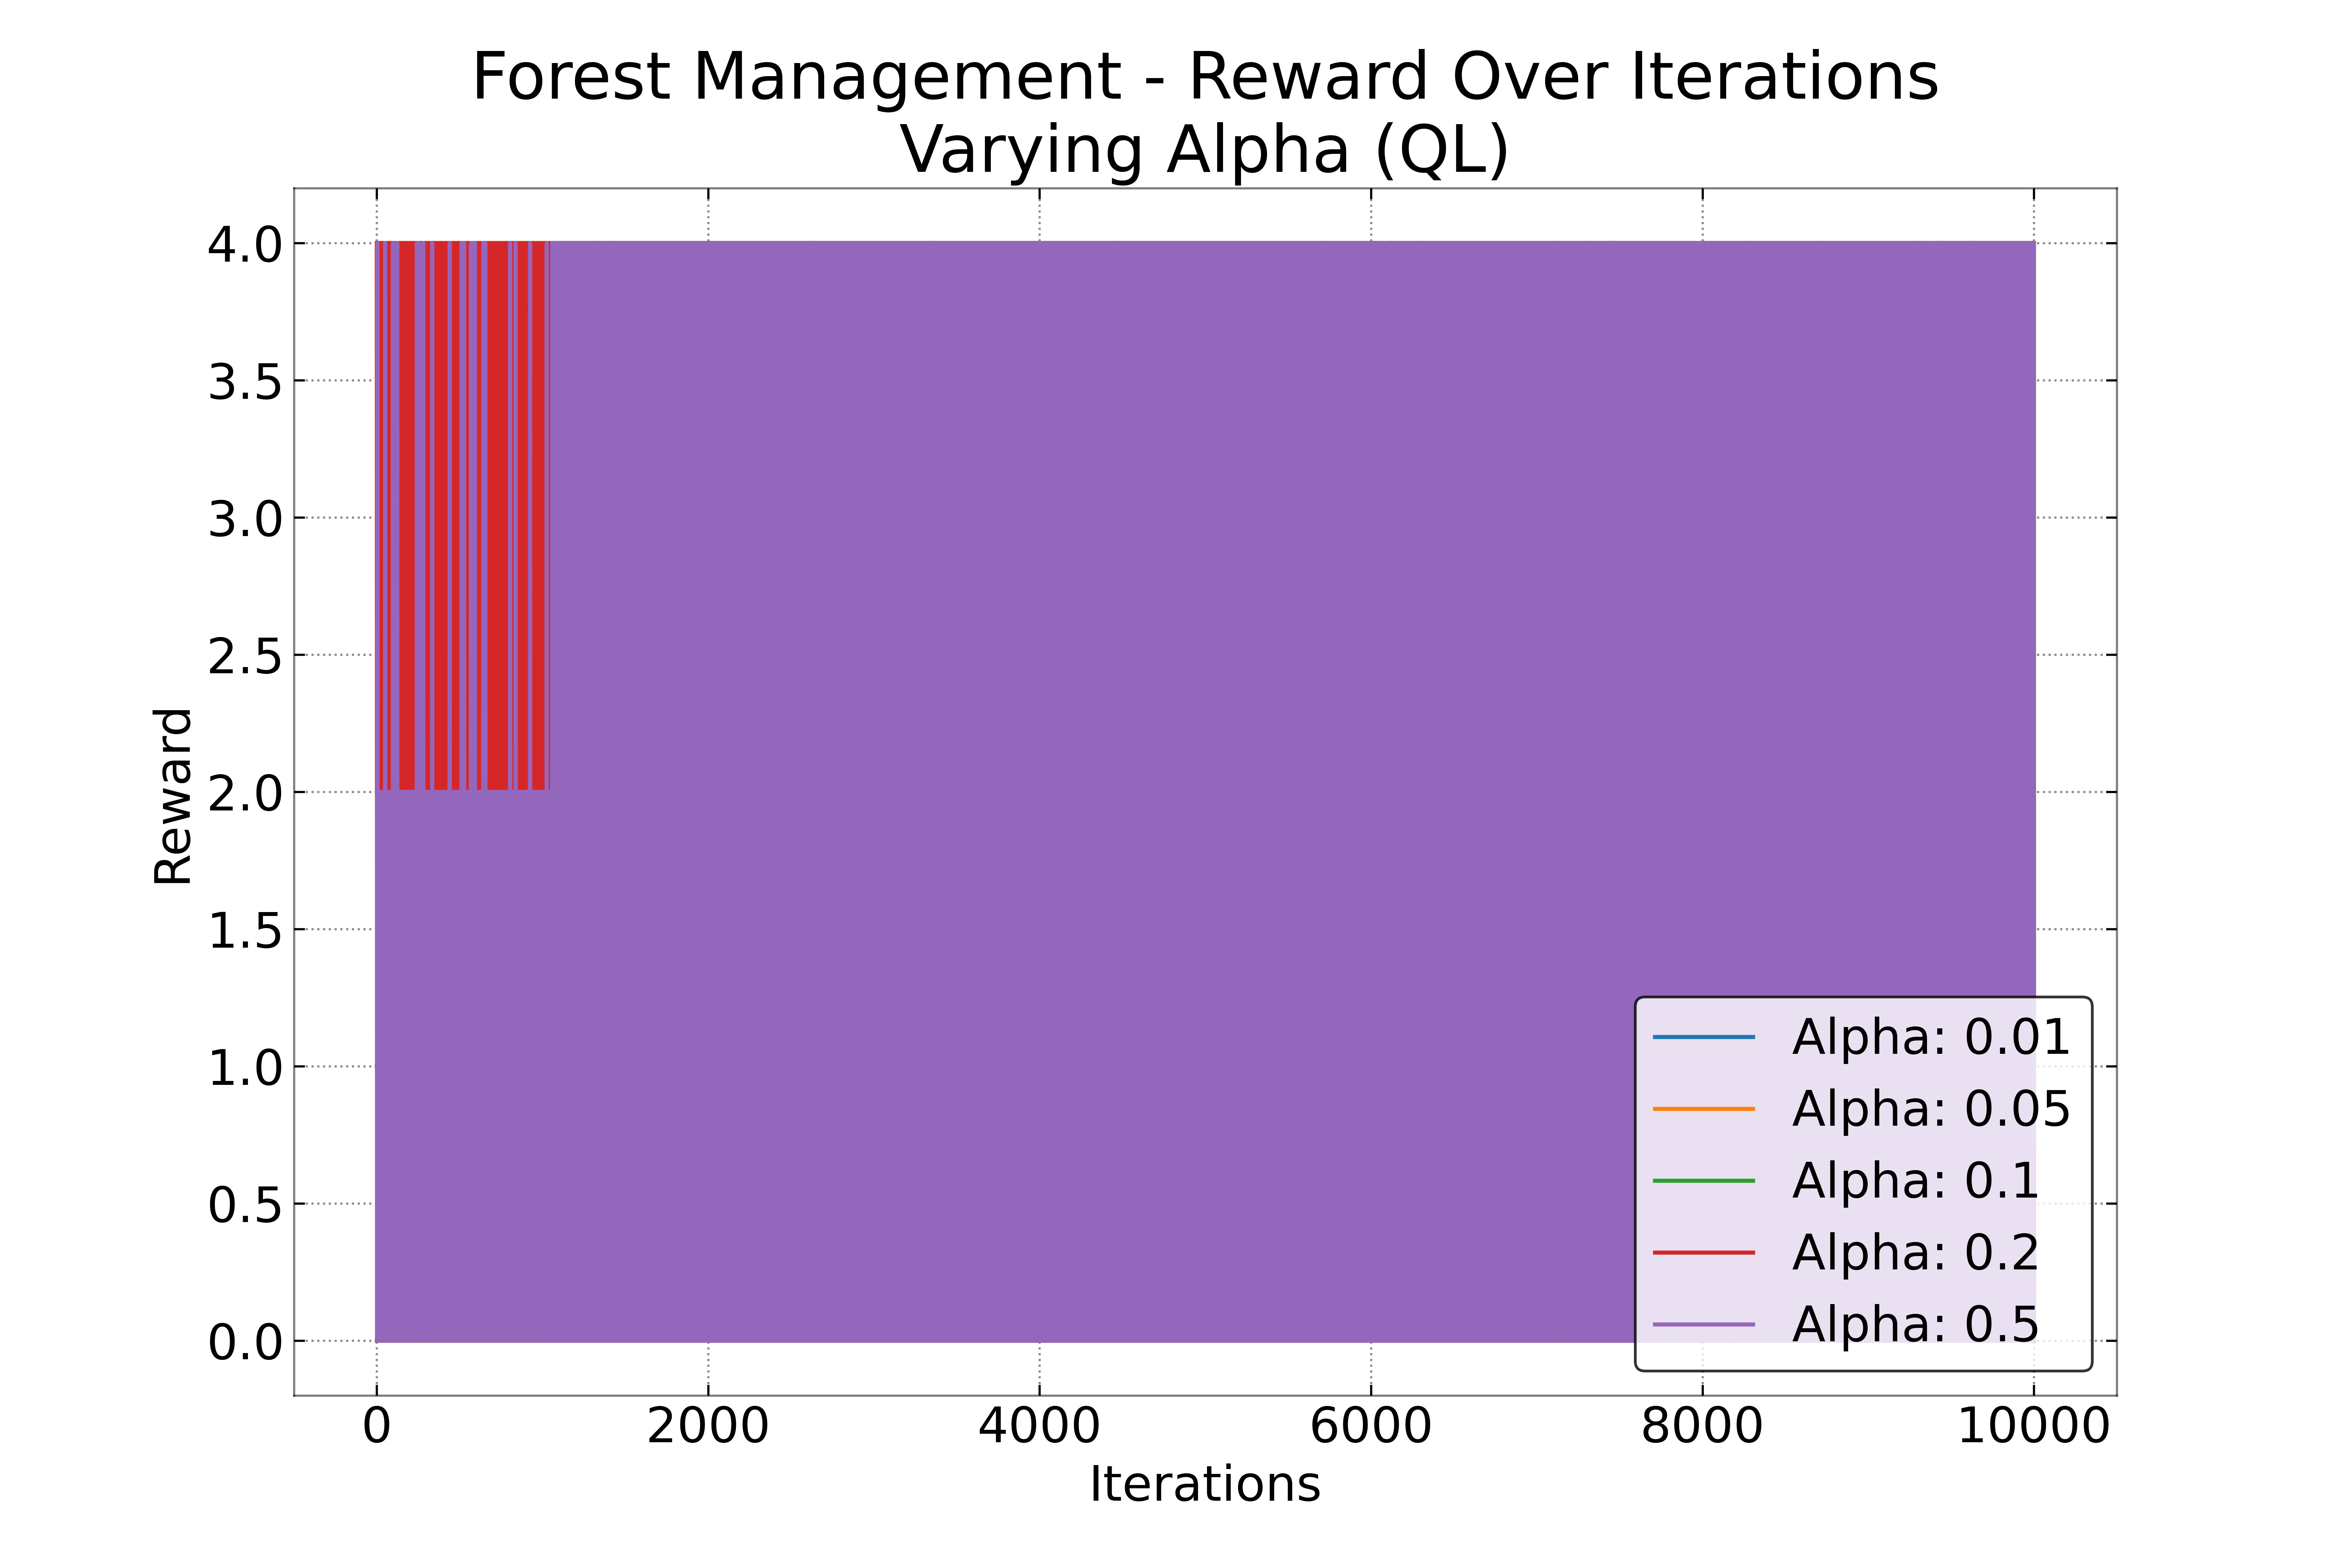 Forest Management - Reward Over Iterations
Varying Alpha (QL)
4.0
3.5
3.0
2.5
2.0
1.5
1.0
0.5
0.0
Reward
Alpha: 0.01
Alpha: 0.05
Alpha: 0.1
Alpha: 0.2
Alpha: 0.5
0 2000 4000 6000 8000 10000
Iterations